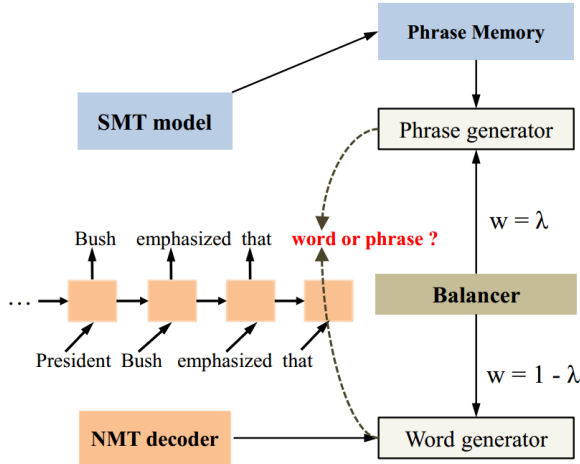 Phrase Memory
SMT model
Phrase generator
w = λ
Bush emphasized that word or phrase ?
...
Balancer
President Bush emphasized that
w = 1 - λ
NMT decoder
Word generator